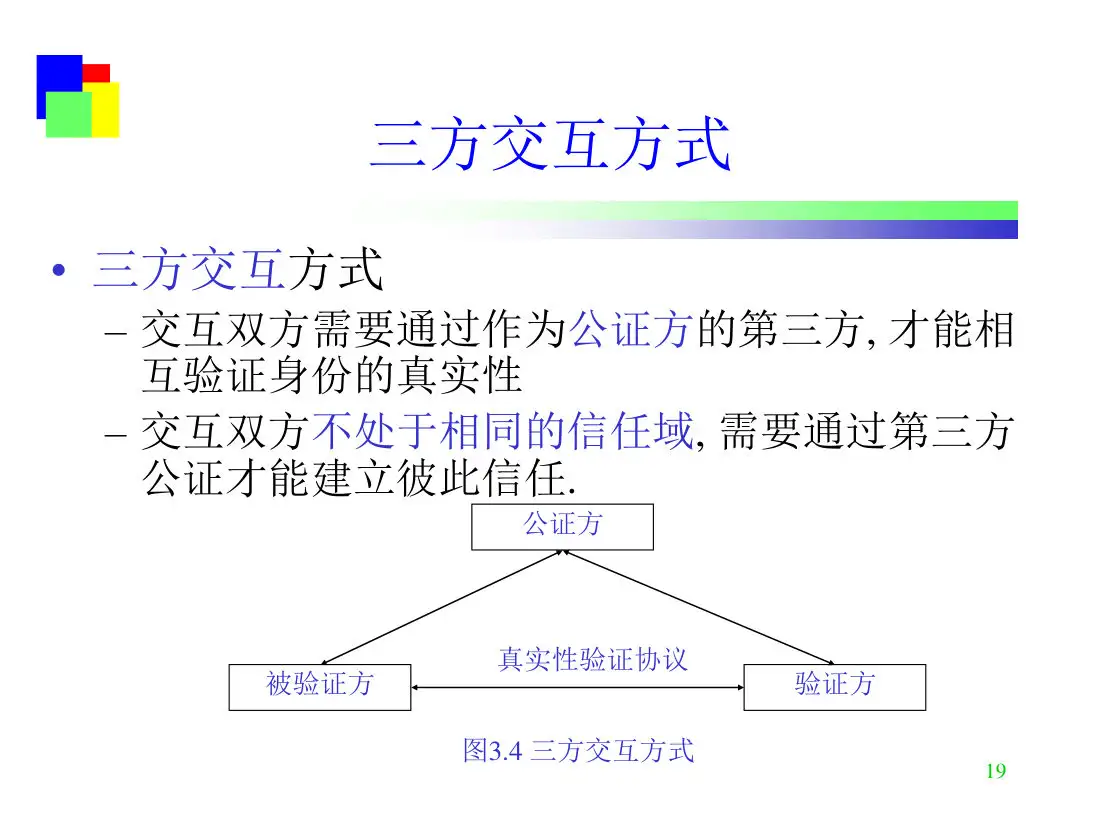 三方交互方式
• 三方交互方式
– 交互双方需要通过作为公证方的第三方, 才能相
互验证身份的真实性
– 交互双方不处于相同的信任域, 需要通过第三方
公证才能建立彼此信任.
公证方
真实性验证协议
被验证方
验证方
图3.4 三方交互方式
19